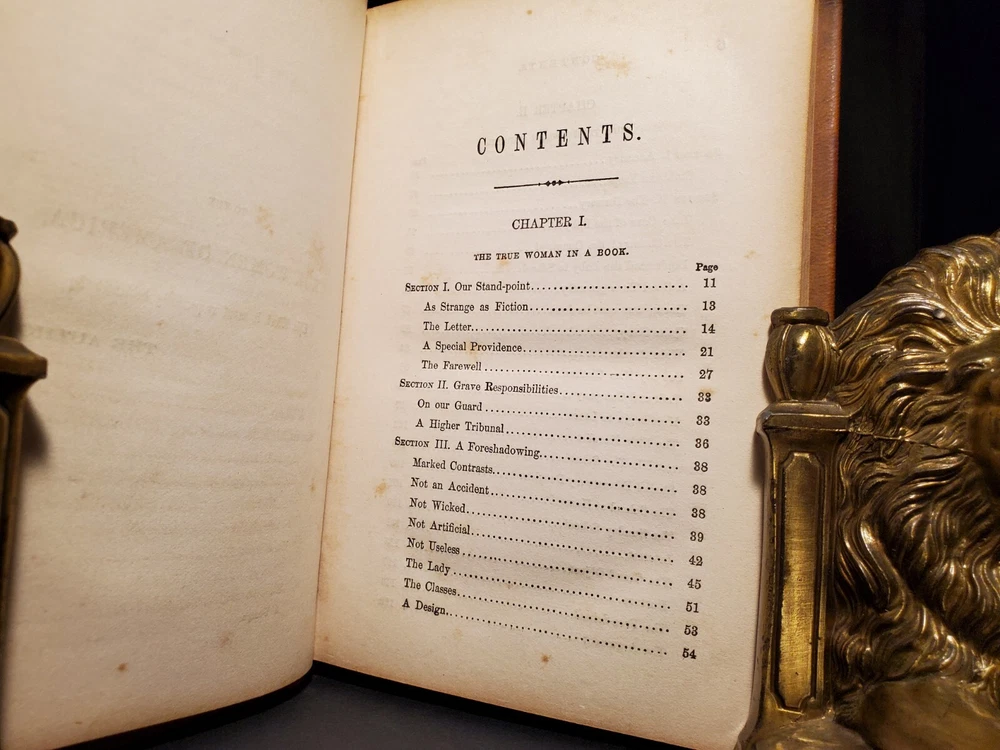 CONTENTS.
CHAPTER I.
THE TRUE WOMAN IN A BOOK.
Page
SECTION I. Our Stand-point........................ 11
As Strange as Fiction........................ 13
The Letter........................ 14
A Special Providence........................ 21
The Farewell........................ 27
SECTION II. Grave Responsibilities........................ 33
On our Guard........................ 33
A Higher Tribunal........................ 36
SECTION III. A Foreshadowing........................ 38
Marked Contrasts........................ 38
Not an Accident........................ 38
Not Wicked........................ 39
Not Artificial........................ 42
Not Useless........................ 45
The Lady........................ 51
The Classes........................ 53
A Design........................ 54